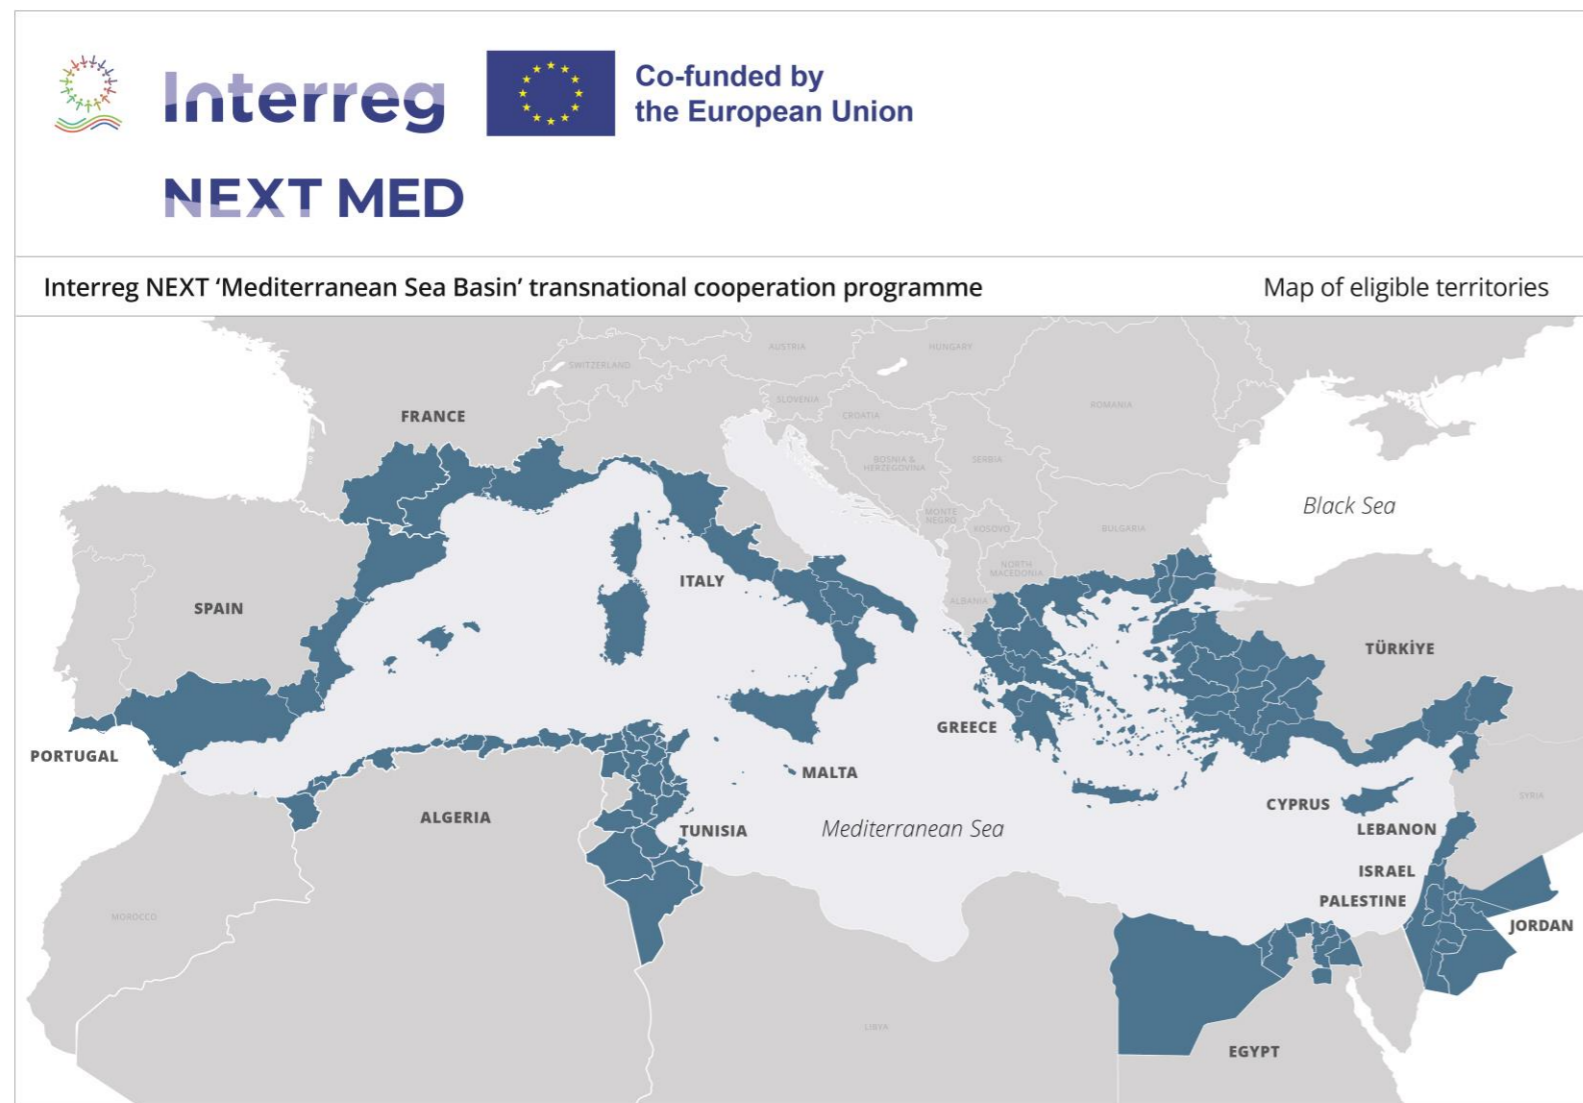 Interreg
Co-funded by
the European Union
NEXT MED
Interreg NEXT ‘Mediterranean Sea Basin’ transnational cooperation programme
Map of eligible territories
AUSTRIA
HUNGARY
SWITZERLAND
SLOVENIA
ROMANIA
FRANCE
CROATIA
BOSNIA &
HERZEGOVINA
SERBIA
Black Sea
MONTE
NEGRO
KOSOVO
BULGARIA
NORTH
MACEDONIA
ITALY
ALBANIA
SPAIN
TÜRKİYE
GREECE
PORTUGAL
MALTA
SYRIA
CYPRUS
ALGERIA
TUNISIA
Mediterranean Sea
LEBANON
ISRAEL
PALESTINE
MOROCCO
JORDAN
LIBYA
EGYPT